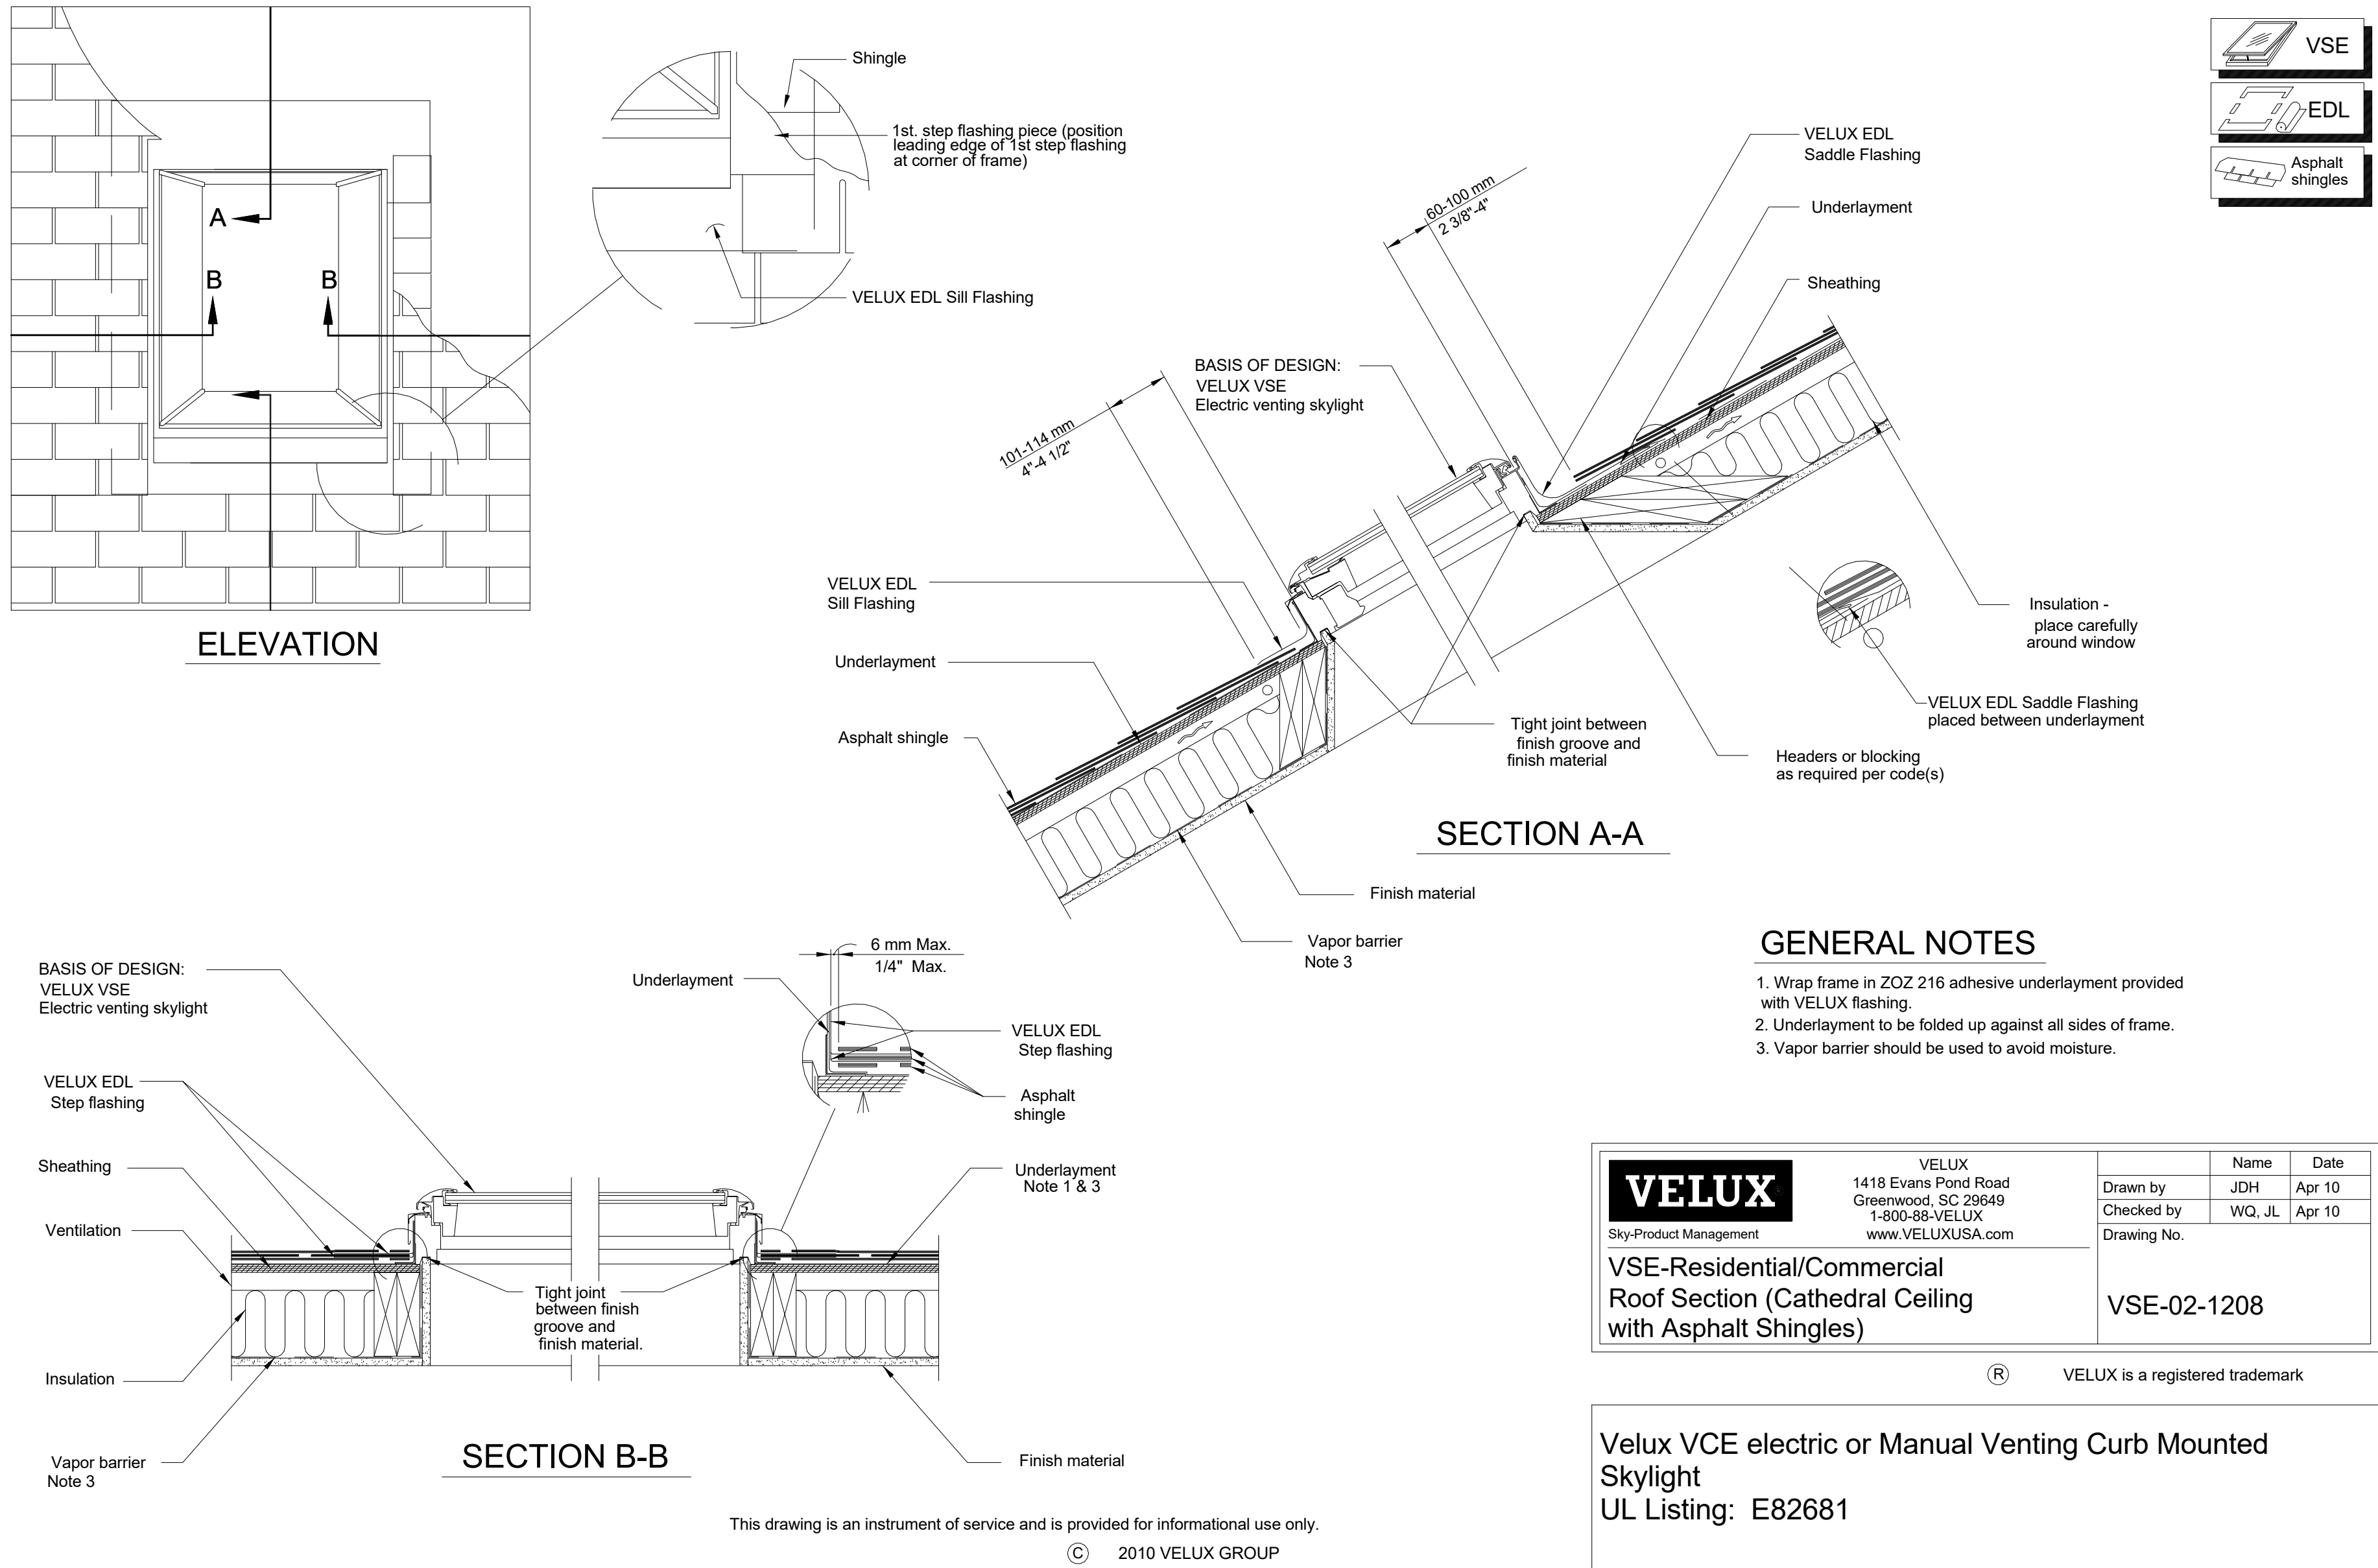 VSE
EDL
Asphalt
shingles
A
B
B
ELEVATION
Shingle
1st. step flashing piece (position
leading edge of 1st step flashing
at corner of frame)
VELUX EDL Sill Flashing
VELUX EDL
Saddle Flashing
Underlayment
Sheathing
60-100 mm
2 3/8"-4"
BASIS OF DESIGN:
VELUX VSE
Electric venting skylight
101-114 mm
4"-4 1/2"
VELUX EDL
Sill Flashing
Underlayment
Asphalt shingle
Insulation -
place carefully
around window
VELUX EDL Saddle Flashing
placed between underlayment
Tight joint between
finish groove and
finish material
Headers or blocking
as required per code(s)
SECTION A-A
Finish material
Vapor barrier
Note 3
GENERAL NOTES
1. Wrap frame in ZOZ 216 adhesive underlayment provided
with VELUX flashing.
2. Underlayment to be folded up against all sides of frame.
3. Vapor barrier should be used to avoid moisture.
BASIS OF DESIGN:
VELUX VSE
Electric venting skylight
VELUX EDL
Step flashing
Sheathing
Ventilation
Insulation
Vapor barrier
Note 3
Underlayment
6 mm Max.
1/4" Max.
VELUX EDL
Step flashing
Asphalt
shingle
Underlayment
Note 1 & 3
Tight joint
between finish
groove and
finish material.
Finish material
SECTION B-B
VELUX®
Sky-Product Management
VELUX
1418 Evans Pond Road
Greenwood, SC 29649
1-800-88-VELUX
www.VELUXUSA.com
Name Date
Drawn by JDH Apr 10
Checked by WQ, JL Apr 10
Drawing No.
VSE-02-1208
VSE-Residential/Commercial
Roof Section (Cathedral Ceiling
with Asphalt Shingles)
® VELUX is a registered trademark
Velux VCE electric or Manual Venting Curb Mounted
Skylight
UL Listing: E82681
This drawing is an instrument of service and is provided for informational use only.
© 2010 VELUX GROUP